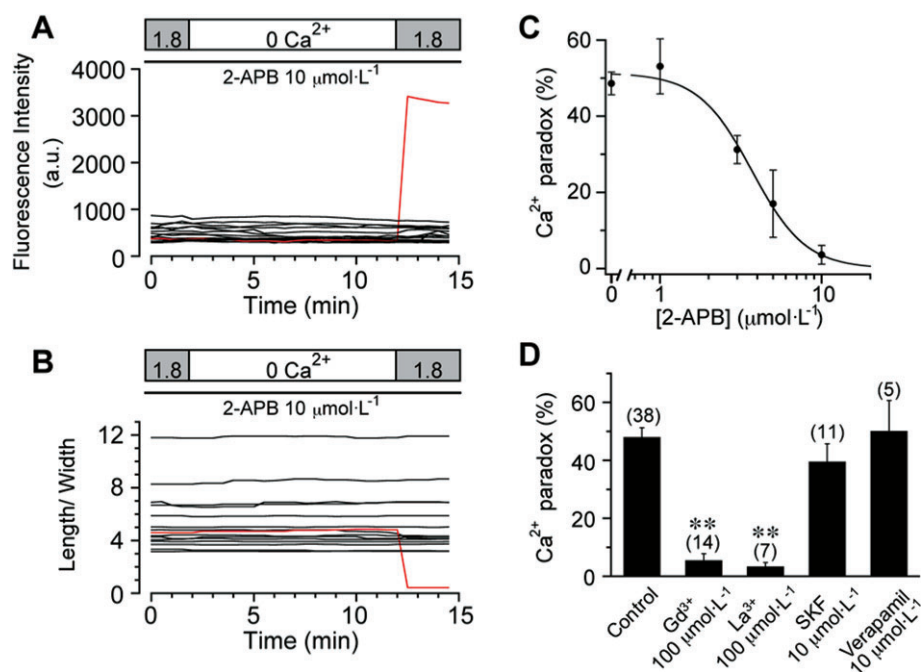 A
1.8 0 Ca²⁺ 1.8
2-APB 10 μmol·L⁻¹
Fluorescence Intensity
(a.u.)
4000
3000
2000
1000
0
0 5 10 15
Time (min)
B
1.8 0 Ca²⁺ 1.8
2-APB 10 μmol·L⁻¹
Length/ Width
12
8
4
0
0 5 10 15
Time (min)
C
Ca²⁺ paradox (%)
60
40
20
0
0 1 10
[2-APB] (μmol·L⁻¹)
D
Ca²⁺ paradox (%)
60
40
20
0
(38)
**
(14)
**
(7)
(11)
(5)
Control
Gd³⁺
100 μmol·L⁻¹
La³⁺
100 μmol·L⁻¹
SKF
10 μmol·L⁻¹
Verapamil
10 μmol·L⁻¹